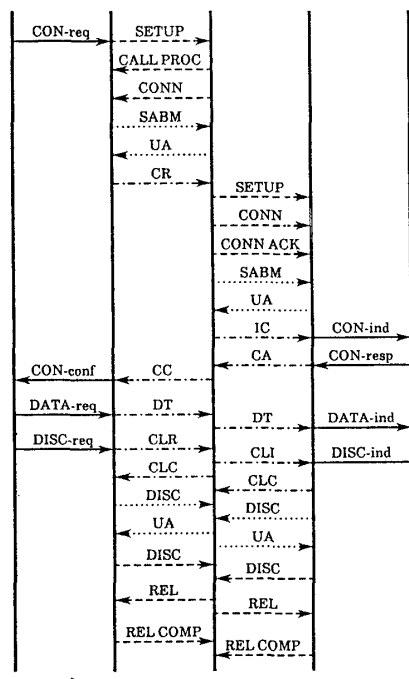 CON-req SETUP
CALL PROC
CONN
SABM
UA
CR
SETUP
CONN
CONN ACK
SABM
UA
IC CON-ind
CA CON-resp
CON-conf CC
DATA-req DT
DT DATA-ind
DISC-req CLR
CLI DISC-ind
CLC
CLC
DISC
DISC
UA
UA
DISC
DISC
REL
REL
REL COMP
REL COMP